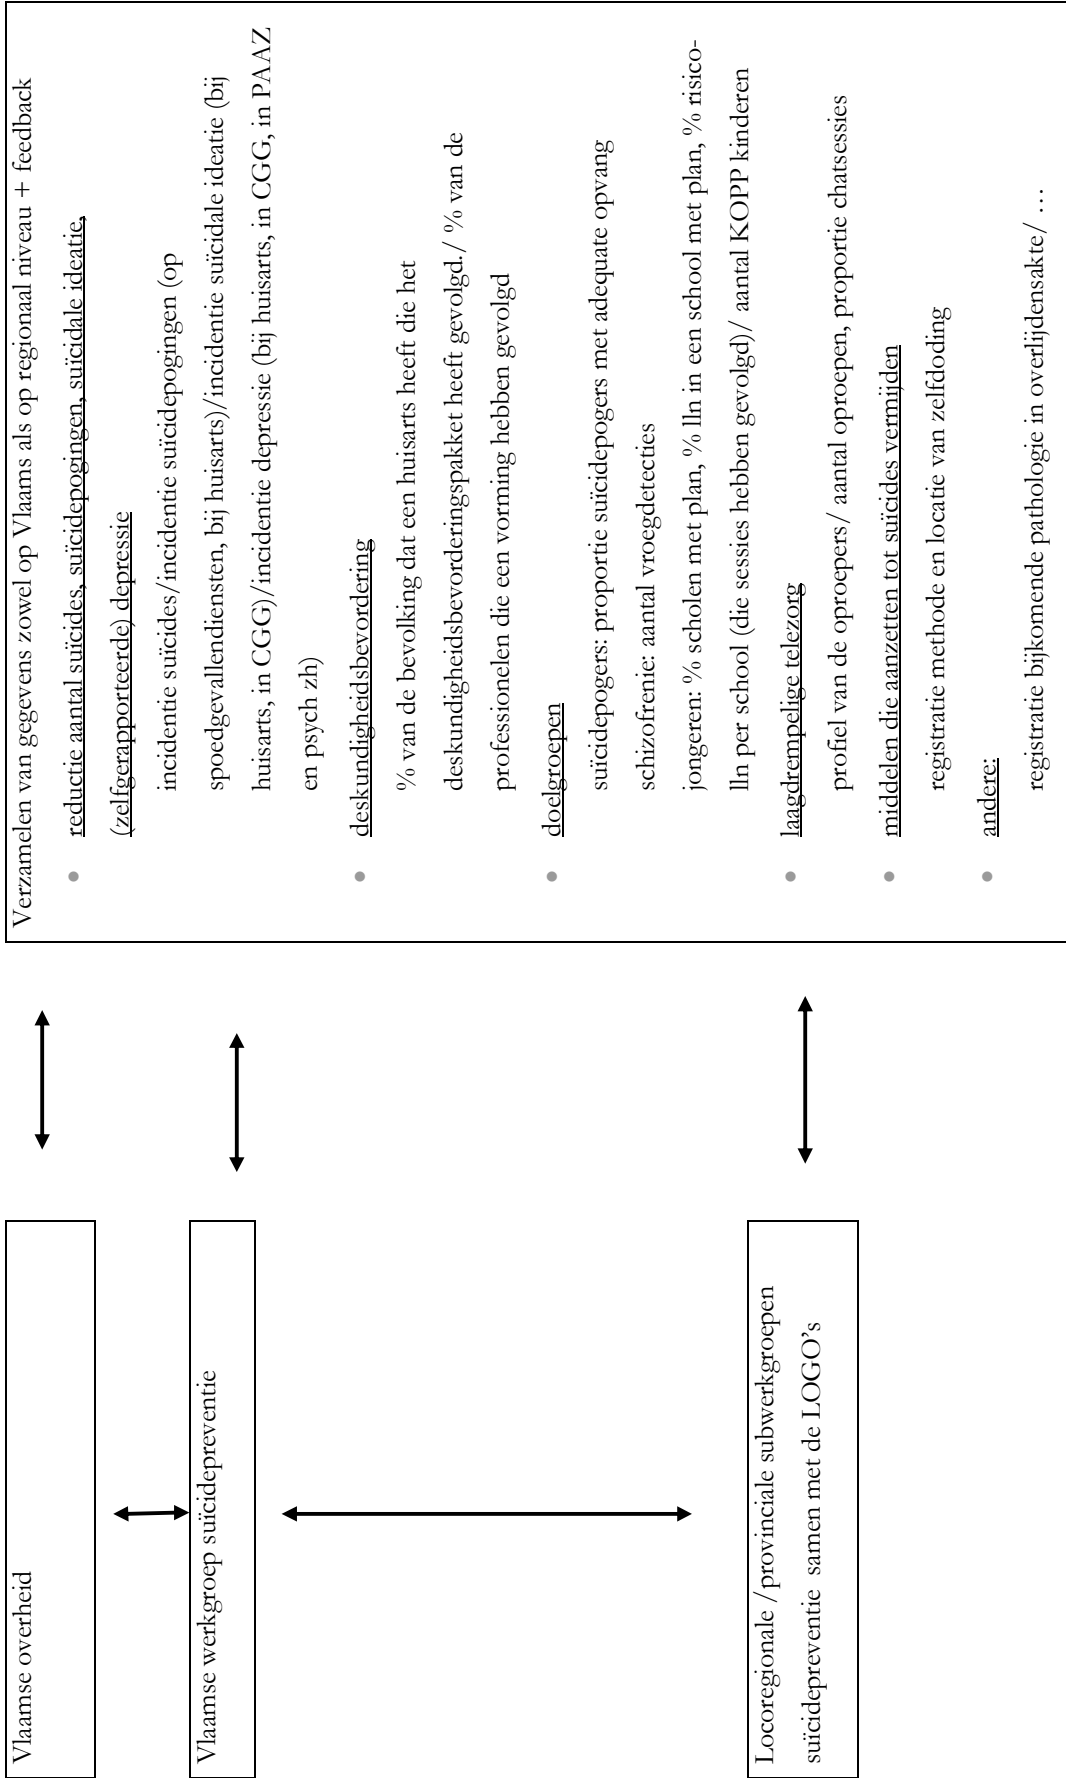 Vlaamse overheid
Vlaamse werkgroep suïcidepreventie
Locoregionale /provinciale subwerkgroepen
suïcidepreventie samen met de LOGO's
Verzamelen van gegevens zowel op Vlaams als op regionaal niveau + feedback
• reductie aantal suïcides, suïcidepogingen, suïcidale ideatie,
(zelfgerapporteerde) depressie
incidentie suïcides/incidentie suïcidepogingen (op
spoedgevallendiensten, bij huisarts)/incidentie suïcidale ideatie (bij
huisarts, in CGG)/incidentie depressie (bij huisarts, in CGG, in PAAZ
en psych zh)
• deskundigheidsbevordering
% van de bevolking dat een huisarts heeft die het
deskundigheidsbevorderingspakket heeft gevolgd./ % van de
professionelen die een vorming hebben gevolgd
• doelgroepen
suïcidepogers: proportie suïcidepogers met adequate opvang
schizofrenie: aantal vroegdetecties
jongeren: % scholen met plan, % lln in een school met plan, % risico-
lln per school (die sessies hebben gevolgd)/ aantal KOPP kinderen
• laagdrempelige telezorg
profiel van de oproepers/ aantal oproepen, proportie chatsessies
• middelen die aanzetten tot suïcides vermijden
registratie methode en locatie van zelfdoding
• andere:
registratie bijkomende pathologie in overlijdensakte/ …